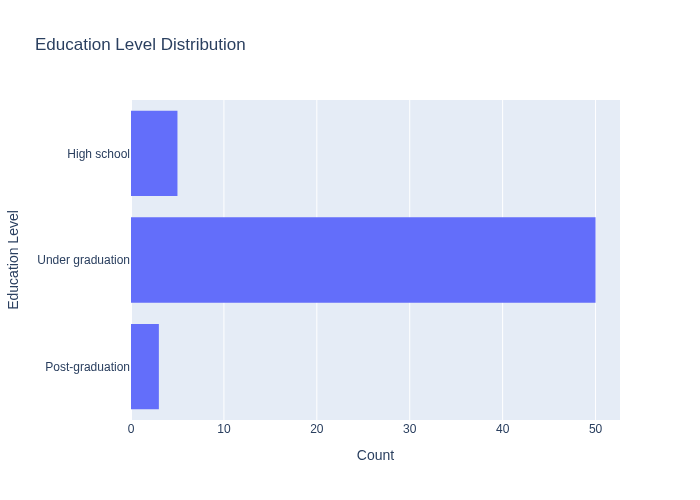 Education Level Distribution
High school
Under graduation
Post-graduation
Education Level
0 10 20 30 40 50
Count